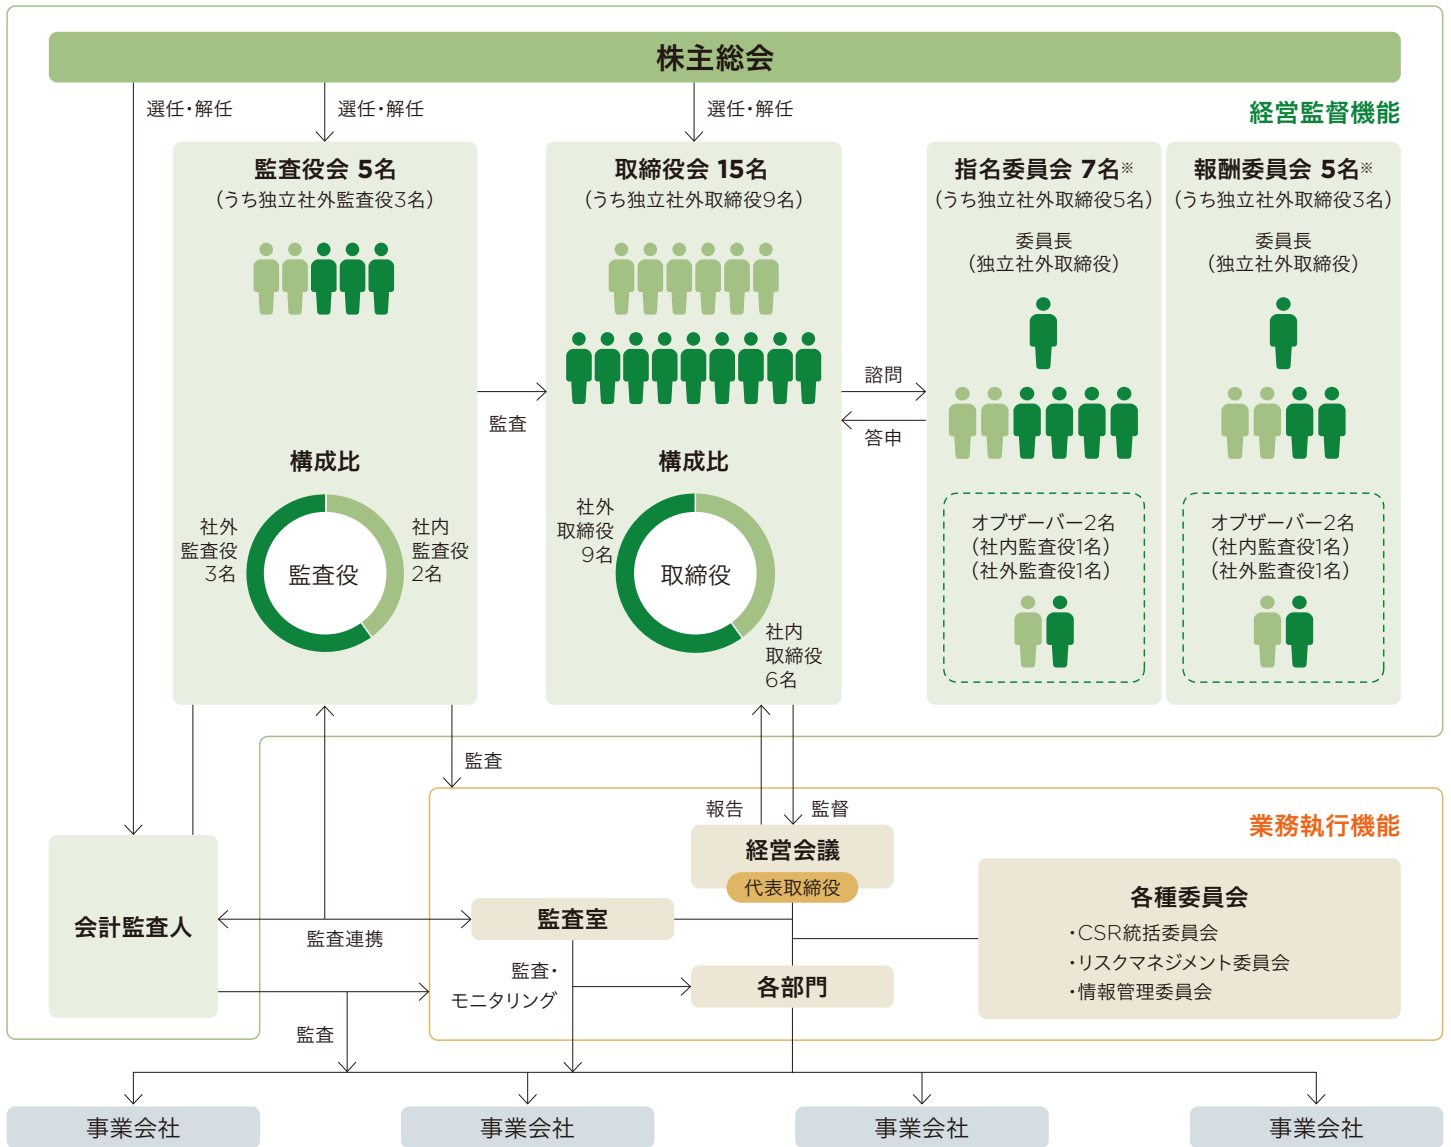 株主総会
選任・解任
選任・解任
選任・解任
経営監督機能
監査役会 5名
(うち独立社外監査役3名)
構成比
社外
監査役
3名
監査役
社内
監査役
2名
監査
取締役会 15名
(うち独立社外取締役9名)
構成比
社外
取締役
9名
取締役
社内
取締役
6名
諮問
答申
指名委員会 7名※
(うち独立社外取締役5名)
委員長
(独立社外取締役)
オブザーバー2名
(社内監査役1名)
(社外監査役1名)
報酬委員会 5名※
(うち独立社外取締役3名)
委員長
(独立社外取締役)
オブザーバー2名
(社内監査役1名)
(社外監査役1名)
監査
報告
監督
業務執行機能
経営会議
代表取締役
会計監査人
監査連携
監査室
監査・
モニタリング
各部門
各種委員会
・CSR統括委員会
・リスクマネジメント委員会
・情報管理委員会
監査
事業会社
事業会社
事業会社
事業会社